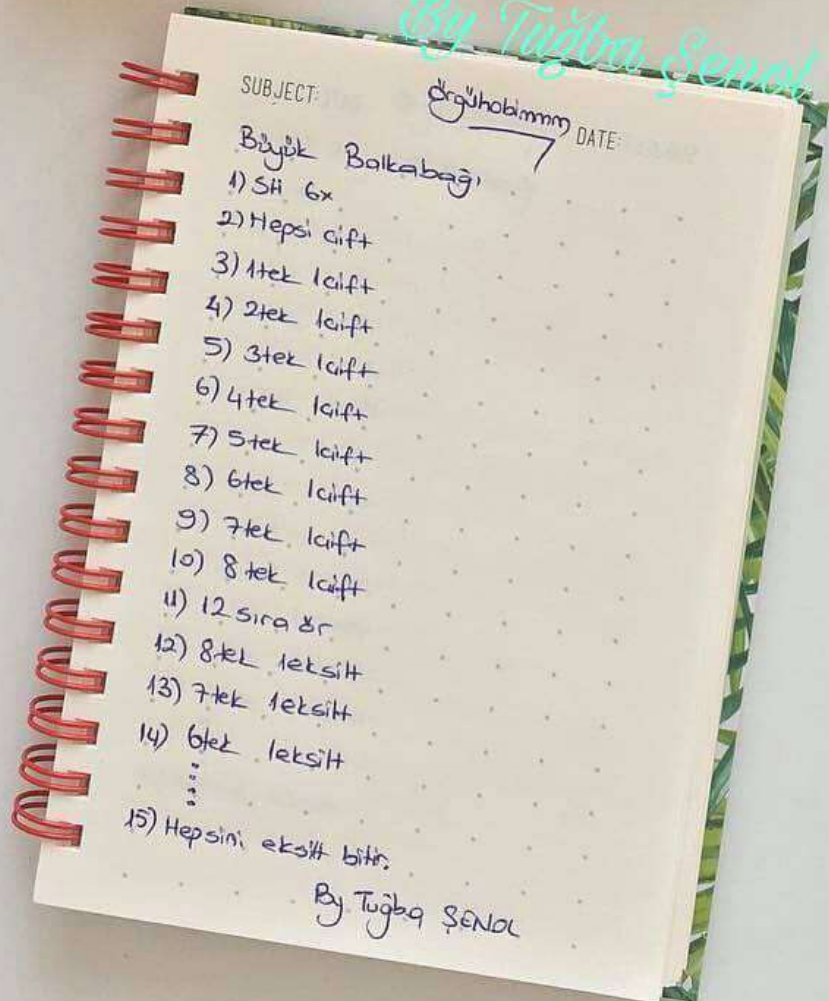 By Tuğba Şenol
SUBJECT:
örgühobimmm
DATE:
Büyük Balkabağı
1) SH 6x
2) Hepsi çift
3) 1tek 1çift
4) 2tek 1çift
5) 3tek 1çift
6) 4tek 1çift
7) 5tek 1çift
8) 6tek 1çift
9) 7tek 1çift
10) 8tek 1çift
11) 12 sıra ör
12) 8tek 1eksilt
13) 7tek 1eksilt
14) 6tek 1eksilt
15) Hepsini eksilt bitir.
By Tuğba ŞENOL